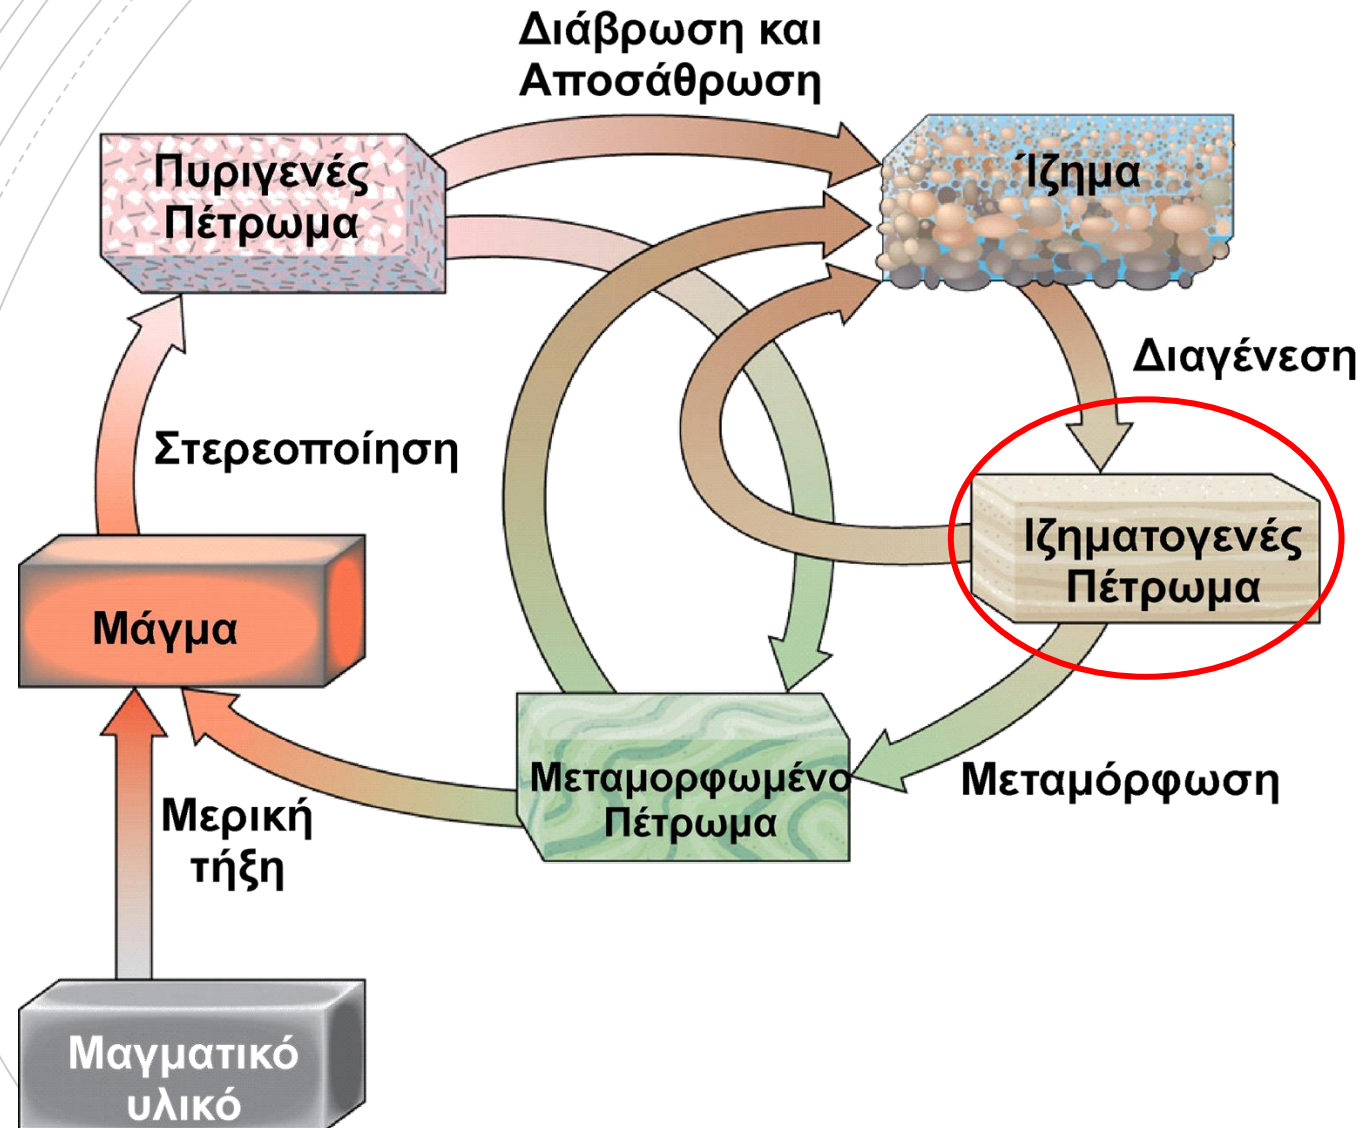 Διάβρωση και
Αποσάθρωση
Πυριγενές
Πέτρωμα
Ίζημα
Διαγένεση
Στερεοποίηση
Ιζηματογενές
Πέτρωμα
Μάγμα
Μεταμορφωμένο
Πέτρωμα
Μεταμόρφωση
Μερική
τήξη
Μαγματικό
υλικό